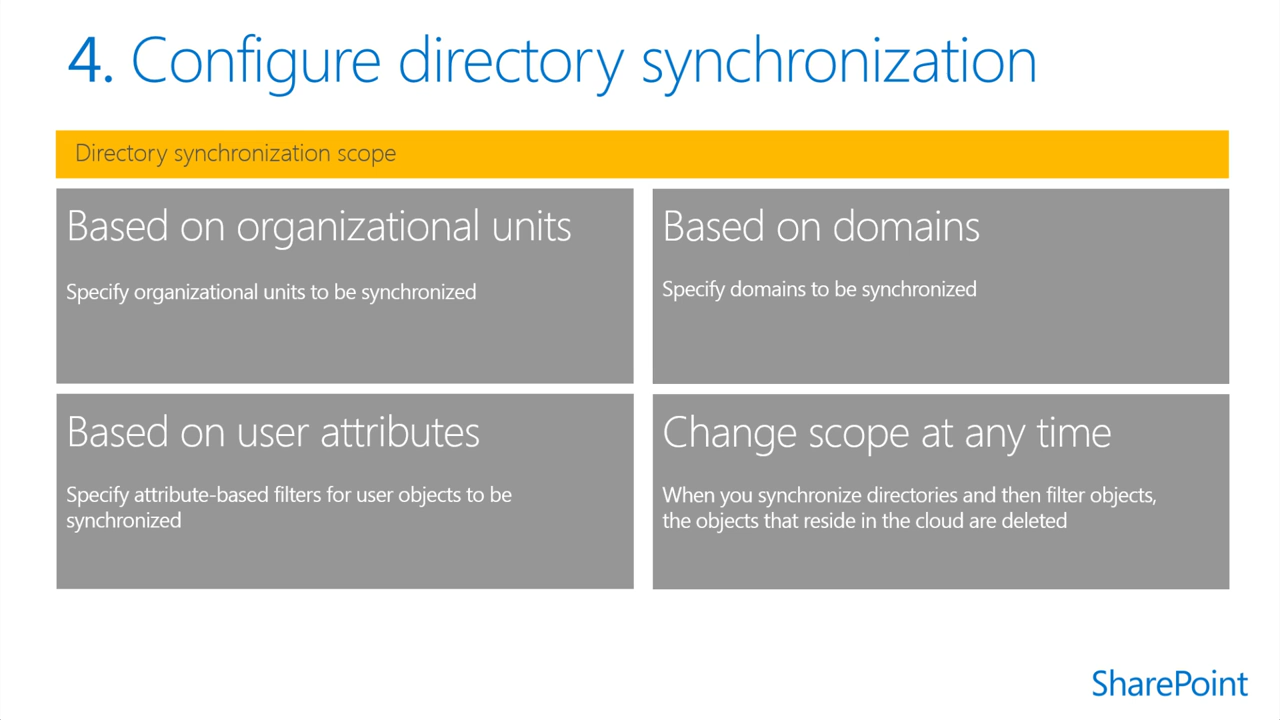 4. Configure directory synchronization
Directory synchronization scope
Based on organizational units
Specify organizational units to be synchronized
Based on domains
Specify domains to be synchronized
Based on user attributes
Specify attribute-based filters for user objects to be
synchronized
Change scope at any time
When you synchronize directories and then filter objects,
the objects that reside in the cloud are deleted
SharePoint